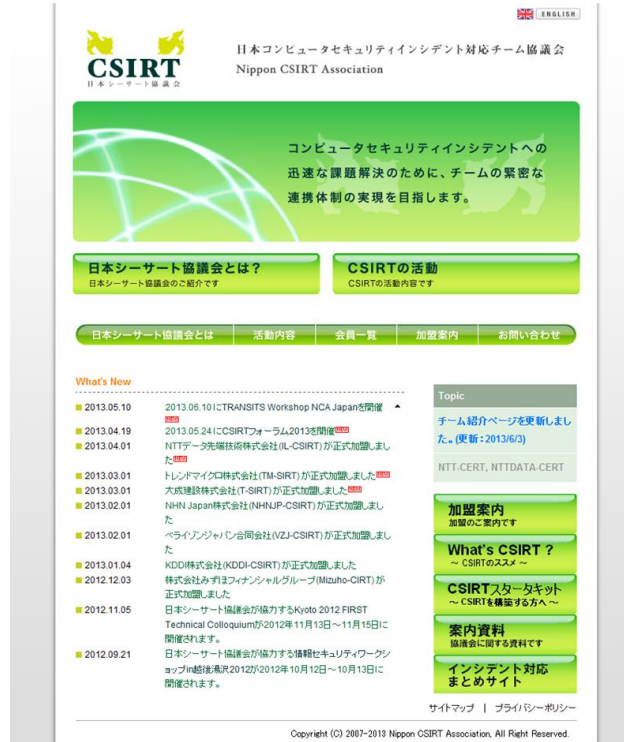 ENGLISH
CSIRT
日本シーサート協議会
日本コンピュータセキュリティインシデント対応チーム協議会
Nippon CSIRT Association
コンピュータセキュリティインシデントへの
迅速な課題解決のために、チームの緊密な
連携体制の実現を目指します。
日本シーサート協議会とは?
日本シーサート協議会のご紹介です
CSIRTの活動
CSIRTの活動内容です
日本シーサート協議会とは 活動内容 会員一覧 加盟案内 お問い合わせ
What's New
2013.05.10 2013.06.10にTRANSITS Workshop NCA Japanを開催
NEW
2013.04.19 2013.05.24にCSIRTフォーラム2013を開催NEW
2013.04.01 NTTデータ先端技術株式会社(IL-CSIRT)が正式加盟しまし
たNEW
2013.03.01 トレンドマイクロ株式会社(TM-SIRT)が正式加盟しましたNEW
2013.03.01 大成建設株式会社(T-SIRT)が正式加盟しましたNEW
2013.02.01 NHN Japan株式会社(NHNJP-CSIRT)が正式加盟しまし
た
2013.02.01 ベライゾンジャパン合同会社(VZJ-CSIRT)が正式加盟しまし
た
2013.01.04 KDDI株式会社(KDDI-CSIRT)が正式加盟しました
2012.12.03 株式会社みずほフィナンシャルグループ(Mizuho-CIRT)が
正式加盟しました
2012.11.05 日本シーサート協議会が協力するKyoto 2012 FIRST
Technical Colloquiumが2012年11月13日～11月15日に
開催されます。
2012.09.21 日本シーサート協議会が協力する情報セキュリティワークシ
ョップin越後湯沢2012が2012年10月12日～10月13日に
開催されます。
Topic
チーム紹介ページを更新しまし
た。(更新：2013/6/3)
NTT-CERT, NTTDATA-CERT
加盟案内
加盟のご案内です
What's CSIRT ?
～ CSIRTのススメ ～
CSIRTスタータキット
～ CSIRTを構築する方へ ～
案内資料
協議会に関する資料です
インシデント対応
まとめサイト
サイトマップ | プライバシーポリシー
Copyright (C) 2007-2013 Nippon CSIRT Association, All Right Reserved.